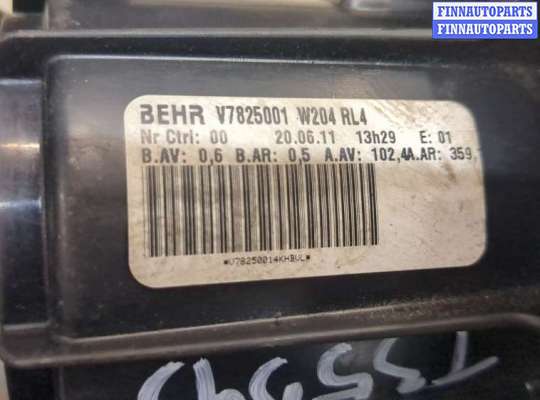 FINNAUTOPARTS
FINNAUTOPARTS
BEHR V7825001 W204 RL4
Nr Ctrl: 00 20.06.11 13h29 E: 01
B.AV: 0,6 B.AR: 0,5 A.AV: 102,4A.AR: 359,
*V78250014KHBVL*